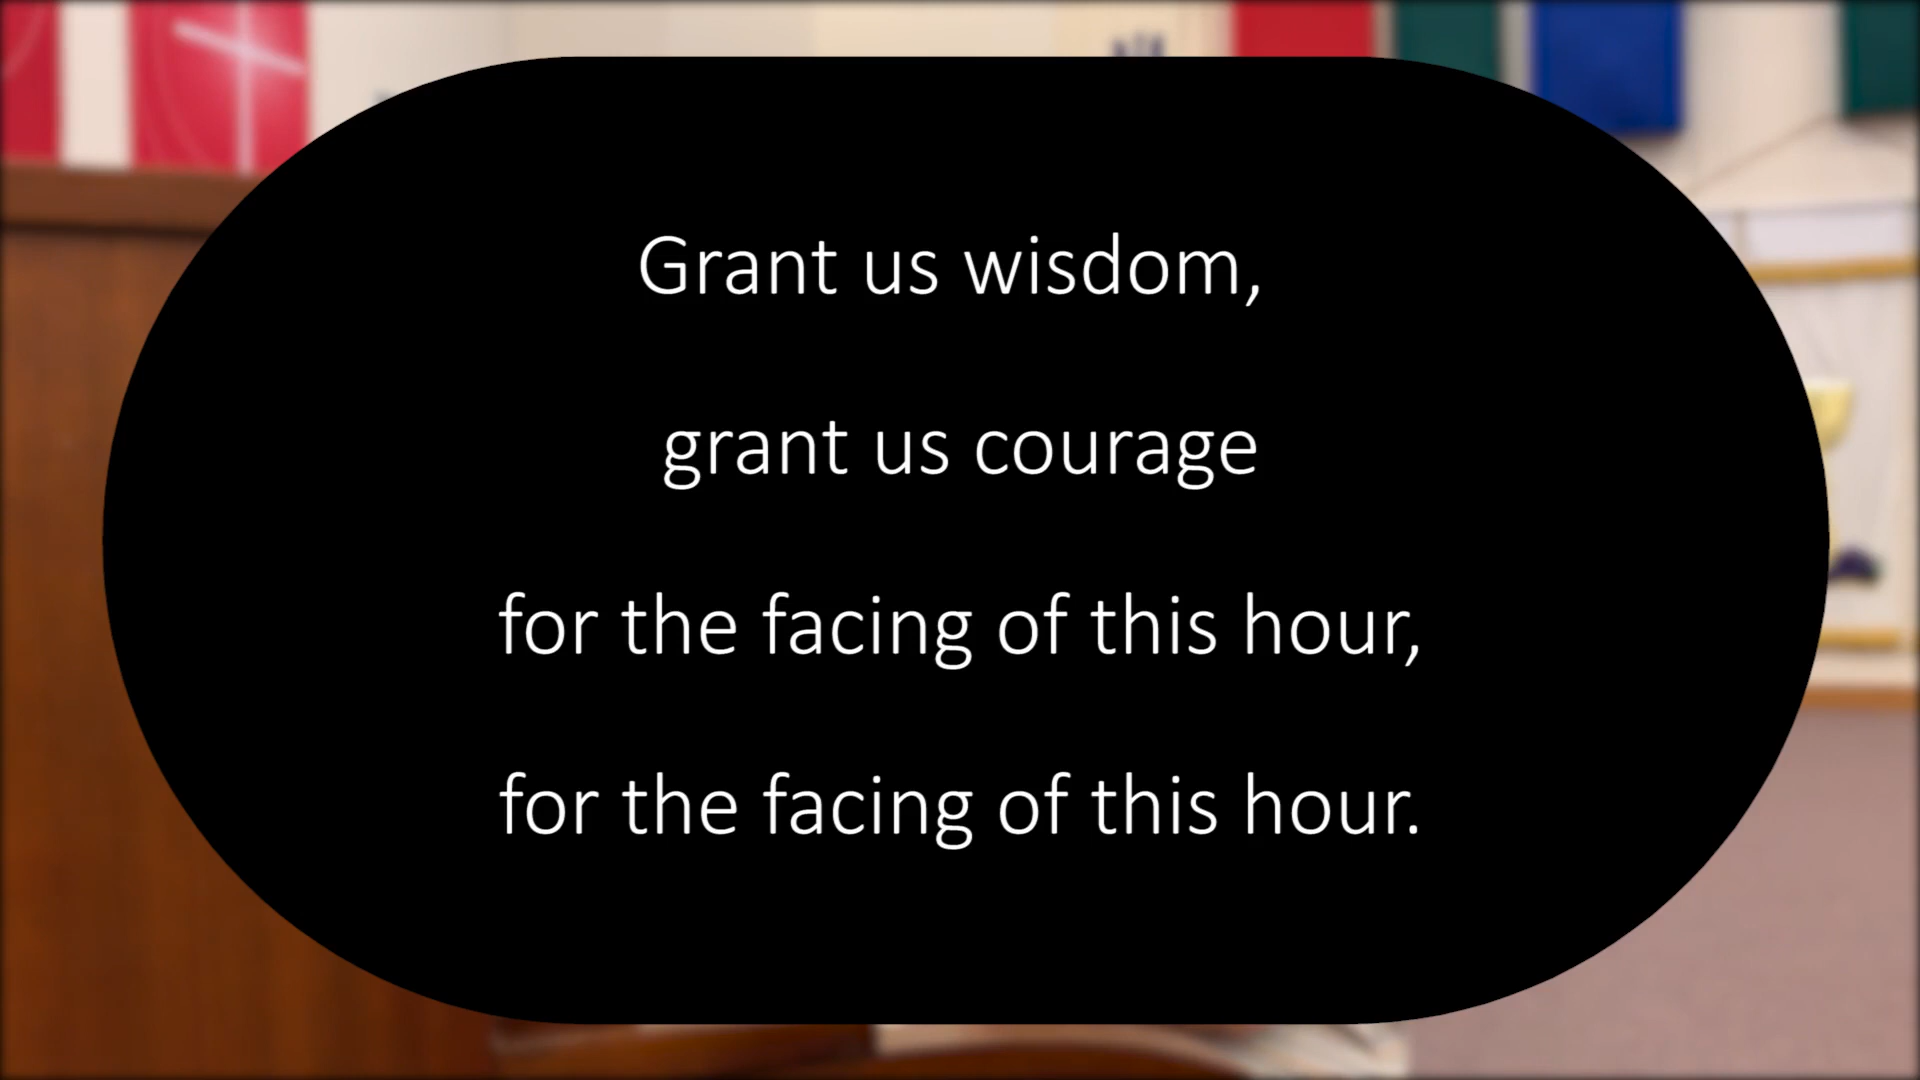 Grant us wisdom,
grant us courage
for the facing of this hour,
for the facing of this hour.